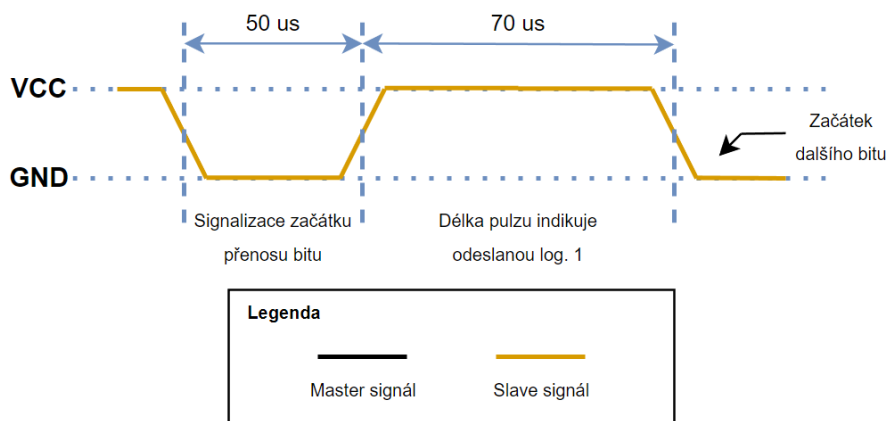 50 us
70 us
VCC
GND
Začátek
dalšího bitu
Signalizace začátku
přenosu bitu
Délka pulzu indikuje
odeslanou log. 1
Legenda
Master signál
Slave signál